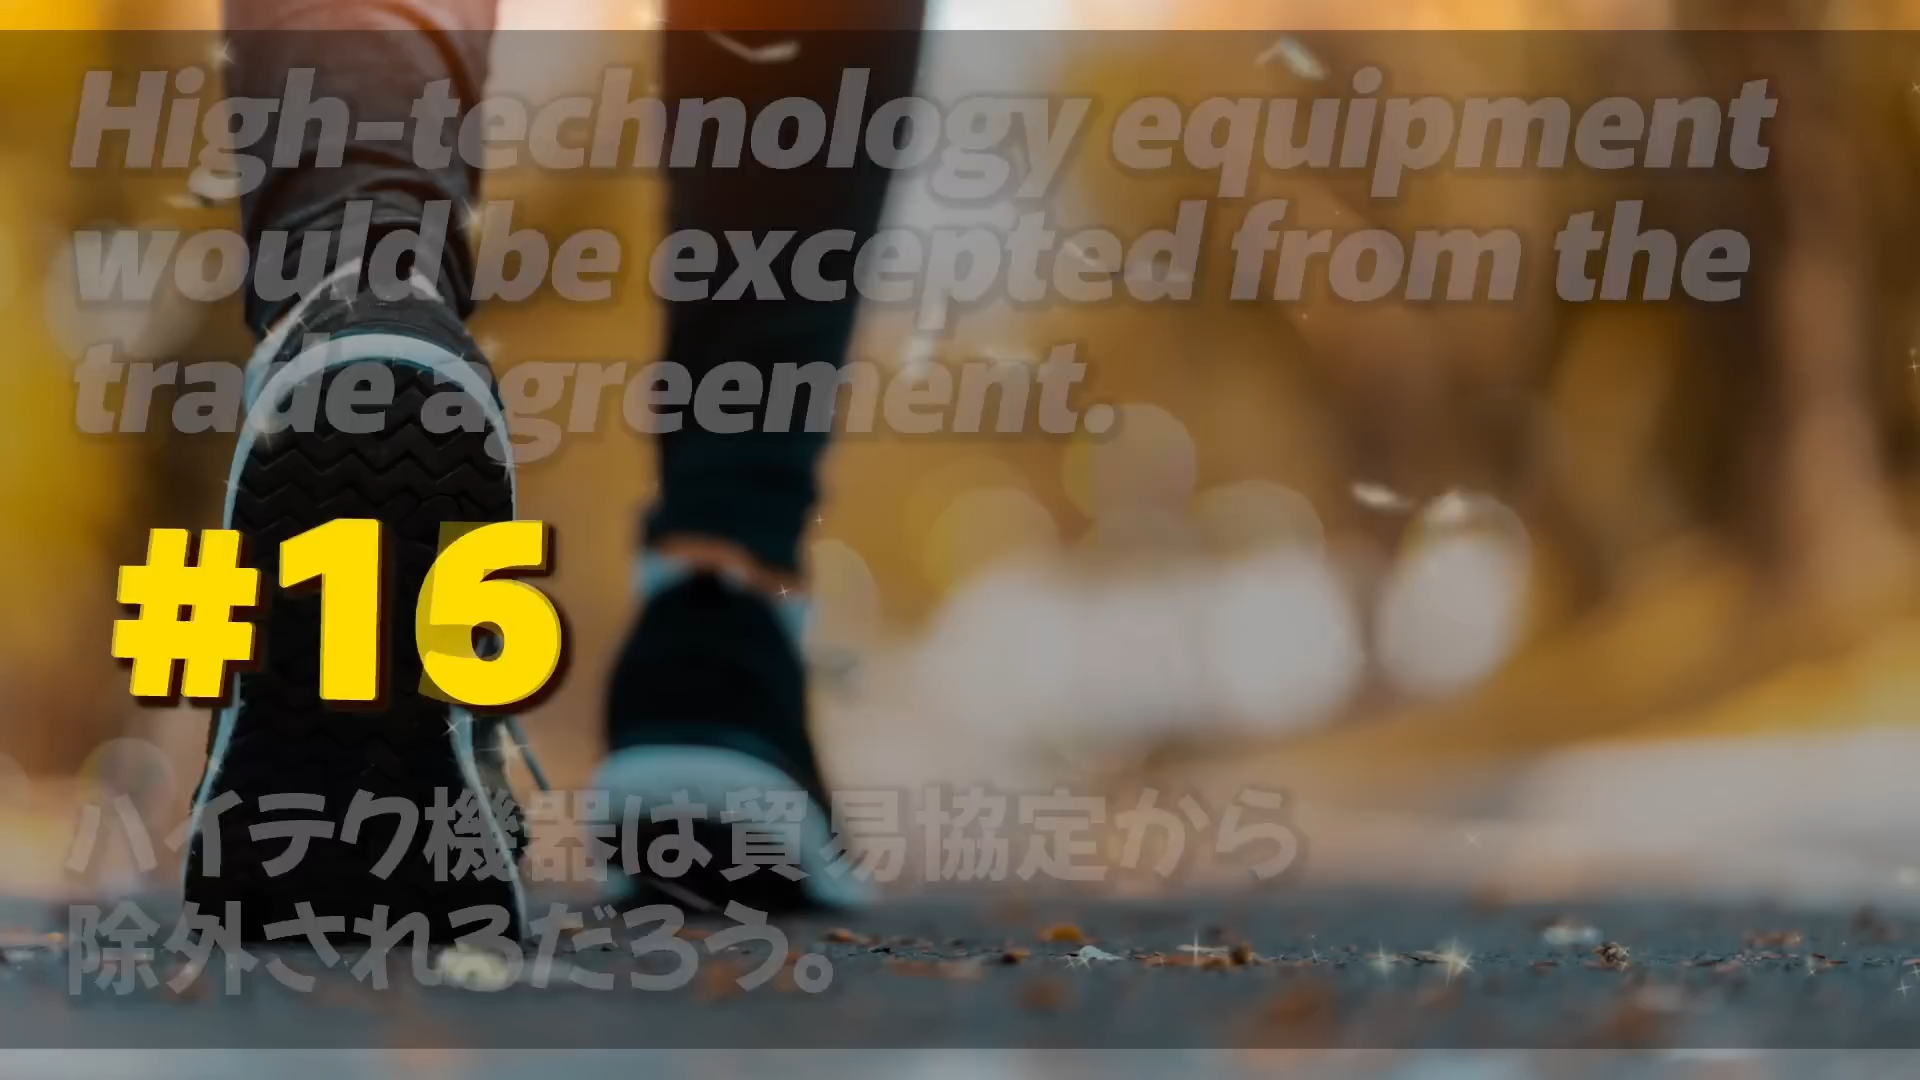 High-technology equipment
would be excepted from the
trade agreement.
#16
ハイテク機器は貿易協定から
除外されるだろう。